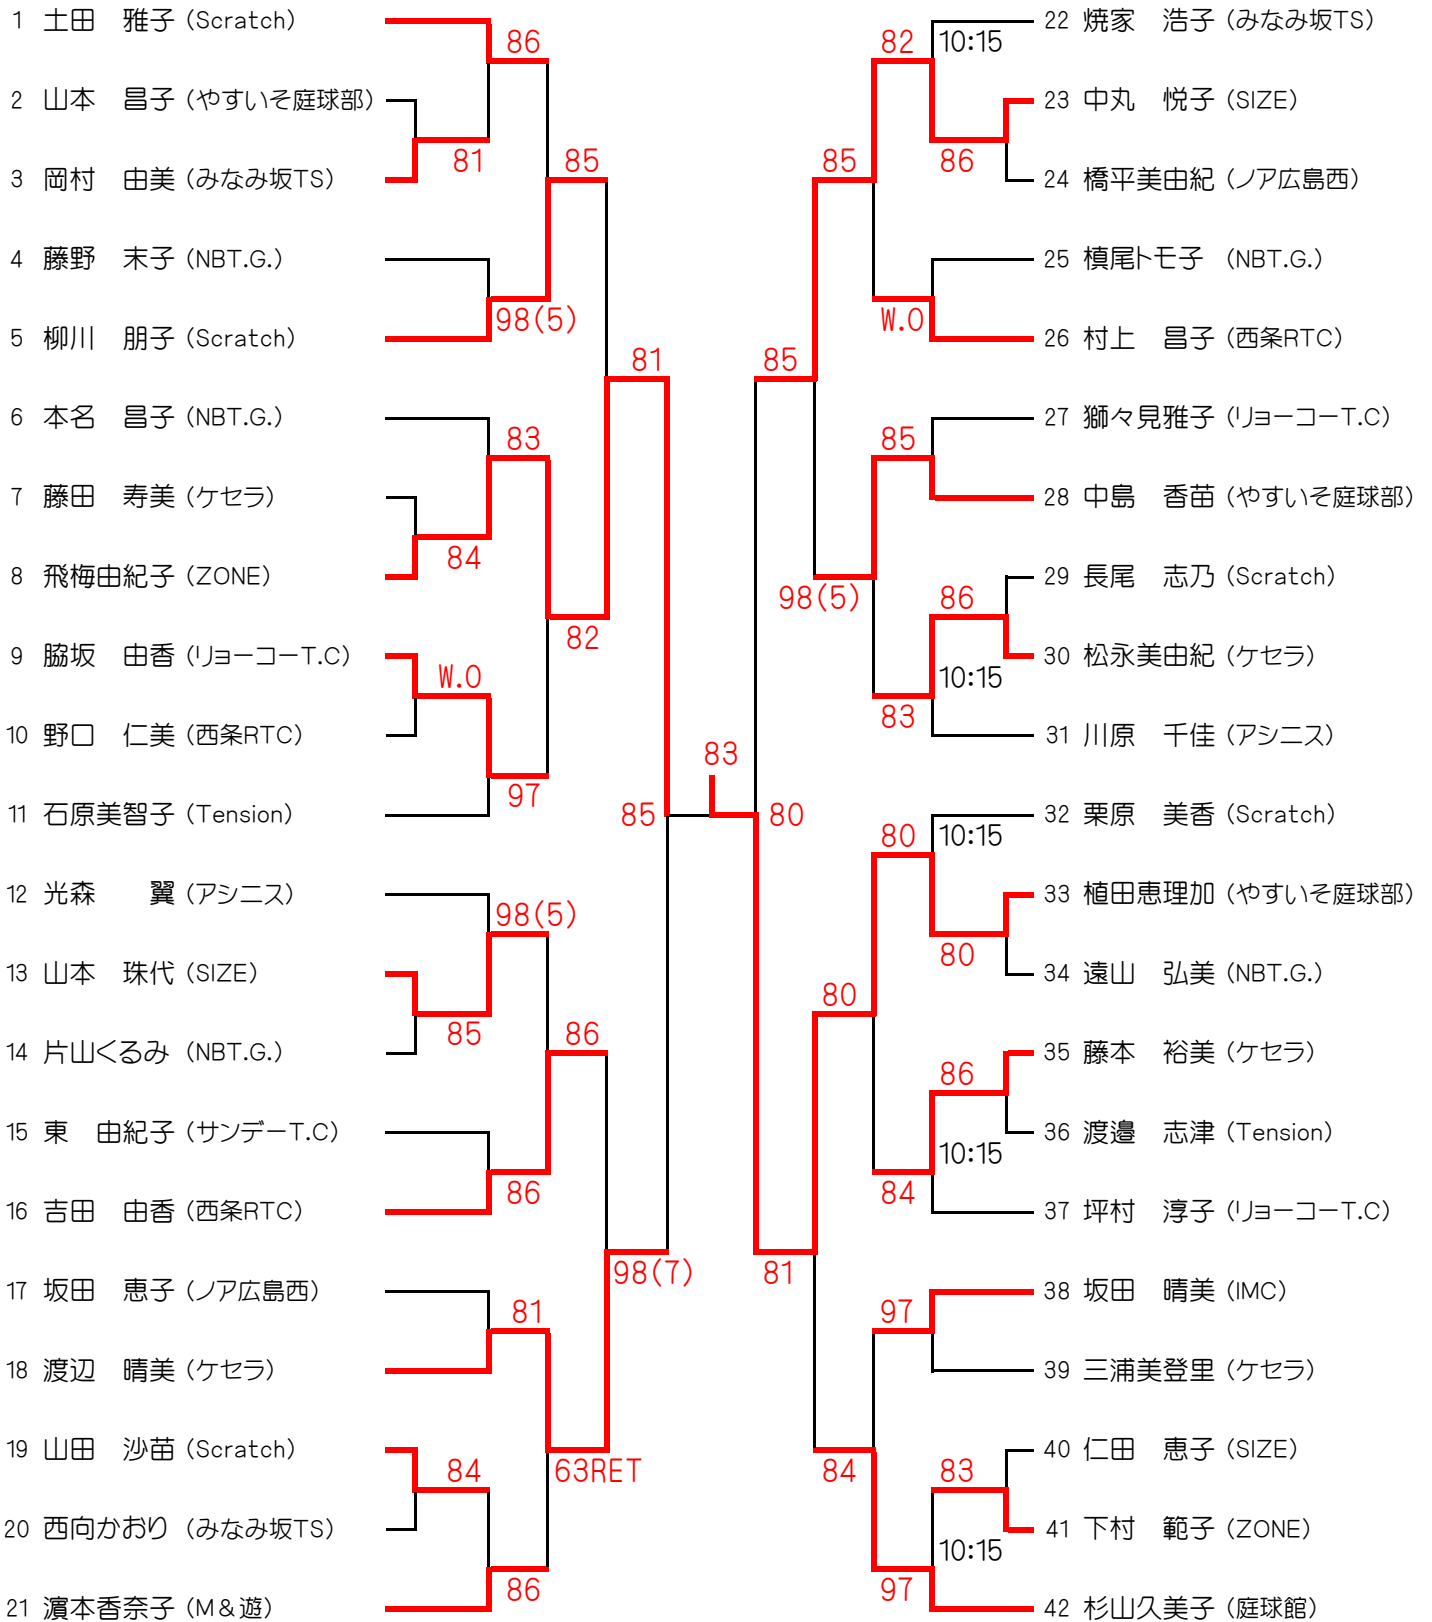 1 土田　雅子 (Scratch)
86
2 山本　昌子 (やすいそ庭球部)
81
3 岡村　由美 (みなみ坂TS)
85
4 藤野　末子 (NBT.G.)
98(5)
5 柳川　朋子 (Scratch)
81
6 本名　昌子 (NBT.G.)
83
7 藤田　寿美 (ケセラ)
84
8 飛梅由紀子 (ZONE)
82
9 脇坂　由香 (リョーコーT.C)
W.O
10 野口　仁美 (西条RTC)
97
11 石原美智子 (Tension)
85
12 光森　　翼 (アシニス)
98(5)
13 山本　珠代 (SIZE)
85
14 片山くるみ (NBT.G.)
86
15 東　由紀子 (サンデーT.C)
86
16 吉田　由香 (西条RTC)
98(7)
17 坂田　恵子 (ノア広島西)
81
18 渡辺　晴美 (ケセラ)
19 山田　沙苗 (Scratch)
84
63RET
20 西向かおり (みなみ坂TS)
86
21 濵本香奈子 (M＆遊)
83
22 焼家　浩子 (みなみ坂TS)
82
10:15
23 中丸　悦子 (SIZE)
86
85
24 橋平美由紀 (ノア広島西)
25 槙尾トモ子 (NBT.G.)
W.O
26 村上　昌子 (西条RTC)
85
27 獅々見雅子 (リョーコーT.C)
85
28 中島　香苗 (やすいそ庭球部)
29 長尾　志乃 (Scratch)
98(5)
86
30 松永美由紀 (ケセラ)
10:15
83
31 川原　千佳 (アシニス)
80
32 栗原　美香 (Scratch)
80
10:15
33 植田恵理加 (やすいそ庭球部)
80
34 遠山　弘美 (NBT.G.)
80
35 藤本　裕美 (ケセラ)
86
36 渡邉　志津 (Tension)
10:15
84
37 坪村　淳子 (リョーコーT.C)
81
38 坂田　晴美 (IMC)
97
39 三浦美登里 (ケセラ)
40 仁田　恵子 (SIZE)
84
83
41 下村　範子 (ZONE)
10:15
97
42 杉山久美子 (庭球館)